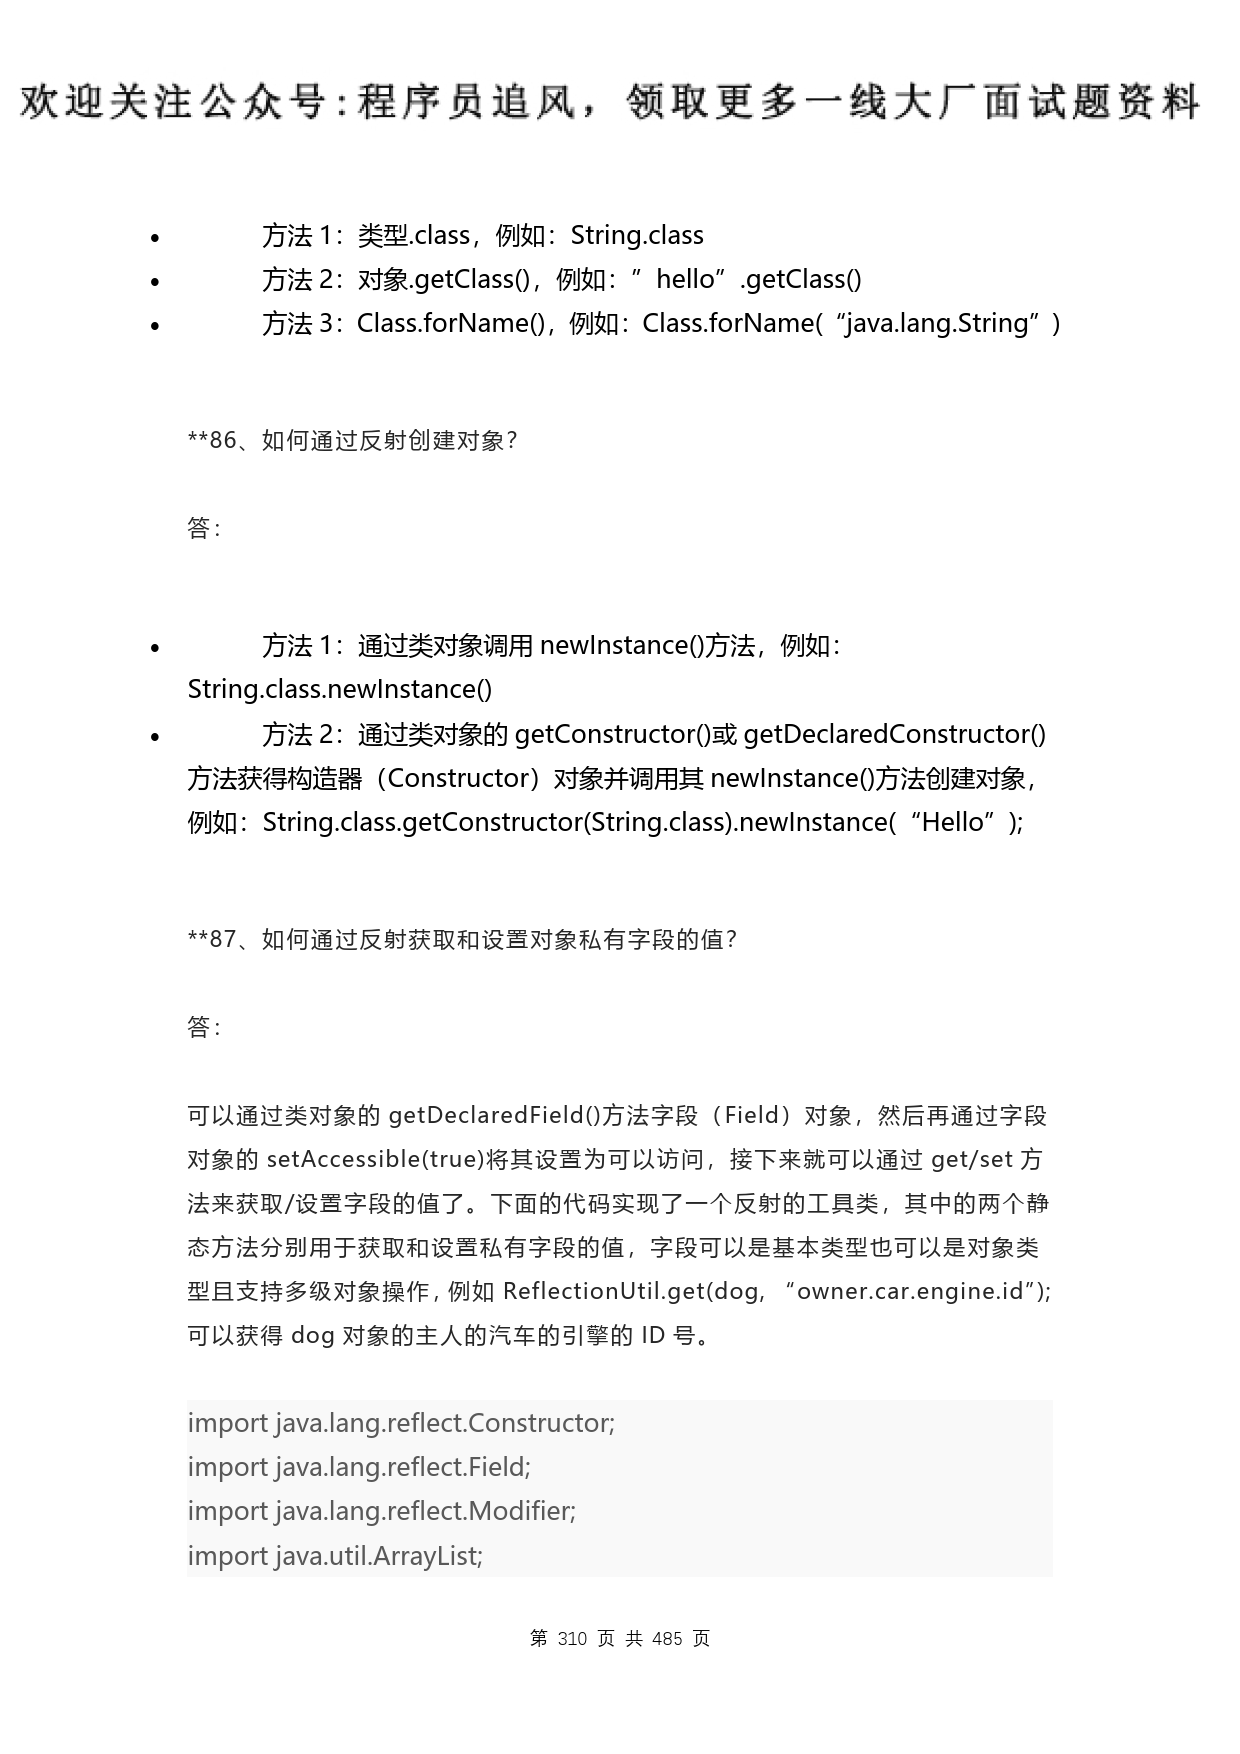 欢迎关注公众号:程序员追风，领取更多一线大厂面试题资料
• 方法 1：类型.class，例如：String.class
• 方法 2：对象.getClass()，例如：”hello”.getClass()
• 方法 3：Class.forName()，例如：Class.forName(“java.lang.String”)
**86、如何通过反射创建对象？
答：
• 方法 1：通过类对象调用 newInstance()方法，例如：
String.class.newInstance()
• 方法 2：通过类对象的 getConstructor()或 getDeclaredConstructor()
方法获得构造器（Constructor）对象并调用其 newInstance()方法创建对象，
例如：String.class.getConstructor(String.class).newInstance(“Hello”);
**87、如何通过反射获取和设置对象私有字段的值？
答：
可以通过类对象的 getDeclaredField()方法字段（Field）对象，然后再通过字段
对象的 setAccessible(true)将其设置为可以访问，接下来就可以通过 get/set 方
法来获取/设置字段的值了。下面的代码实现了一个反射的工具类，其中的两个静
态方法分别用于获取和设置私有字段的值，字段可以是基本类型也可以是对象类
型且支持多级对象操作，例如 ReflectionUtil.get(dog, “owner.car.engine.id”);
可以获得 dog 对象的主人的汽车的引擎的 ID 号。
import java.lang.reflect.Constructor;
import java.lang.reflect.Field;
import java.lang.reflect.Modifier;
import java.util.ArrayList;
第 310 页 共 485 页